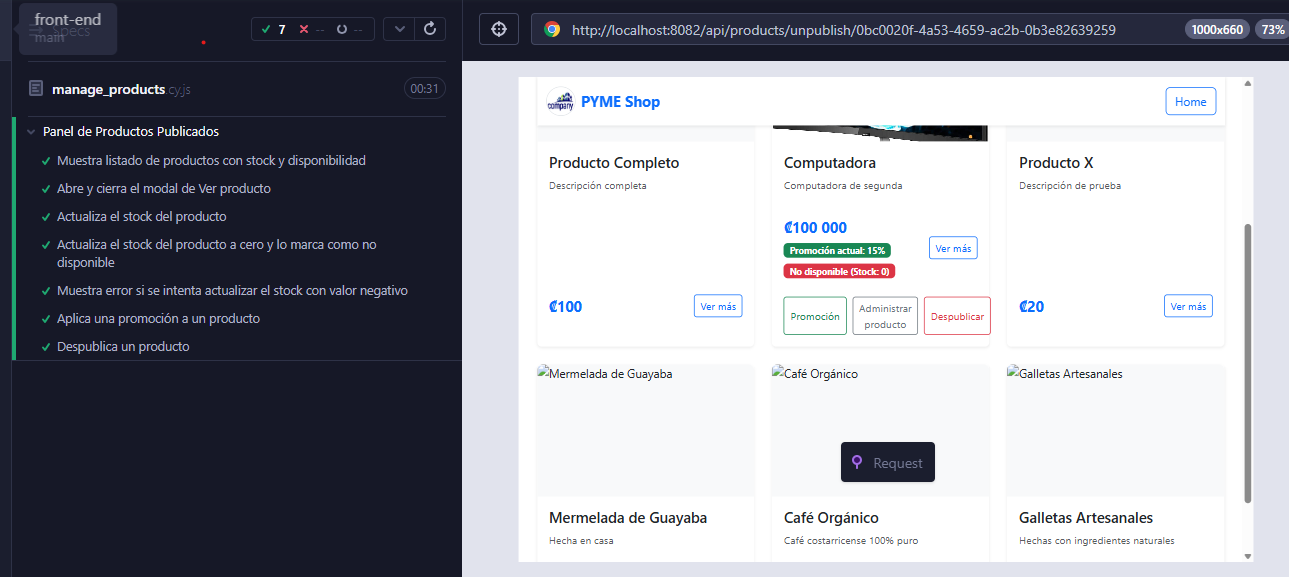 front-end
Specs
main
7
--
--
manage_products cy.js
00:31
Panel de Productos Publicados
Muestra listado de productos con stock y disponibilidad
Abre y cierra el modal de Ver producto
Actualiza el stock del producto
Actualiza el stock del producto a cero y lo marca como no
disponible
Muestra error si se intenta actualizar el stock con valor negativo
Aplica una promoción a un producto
Despublica un producto
http://localhost:8082/api/products/unpublish/0bc0020f-4a53-4659-ac2b-0b3e82639259
1000x660
73%
company
PYME Shop
Home
Producto Completo
Descripción completa
₡100
Ver más
Computadora
Computadora de segunda
₡100 000
Promoción actual: 15%
No disponible (Stock: 0)
Ver más
Promoción
Administrar
producto
Despublicar
Producto X
Descripción de prueba
₡20
Ver más
Mermelada de Guayaba
Café Orgánico
Galletas Artesanales
Request
Mermelada de Guayaba
Hecha en casa
Café Orgánico
Café costarricense 100% puro
Galletas Artesanales
Hechas con ingredientes naturales